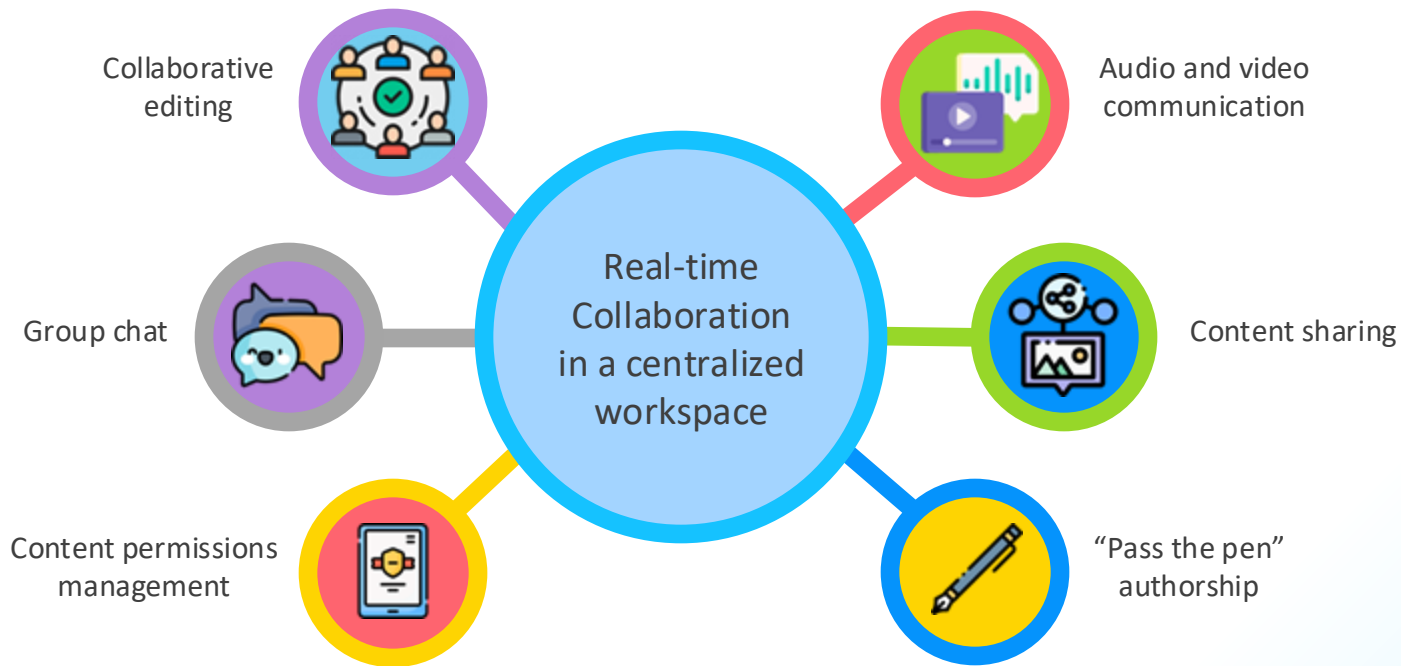 Collaborative
editing
Audio and video
communication
Real-time
Collaboration
in a centralized
workspace
Group chat
Content sharing
Content permissions
management
“Pass the pen”
authorship